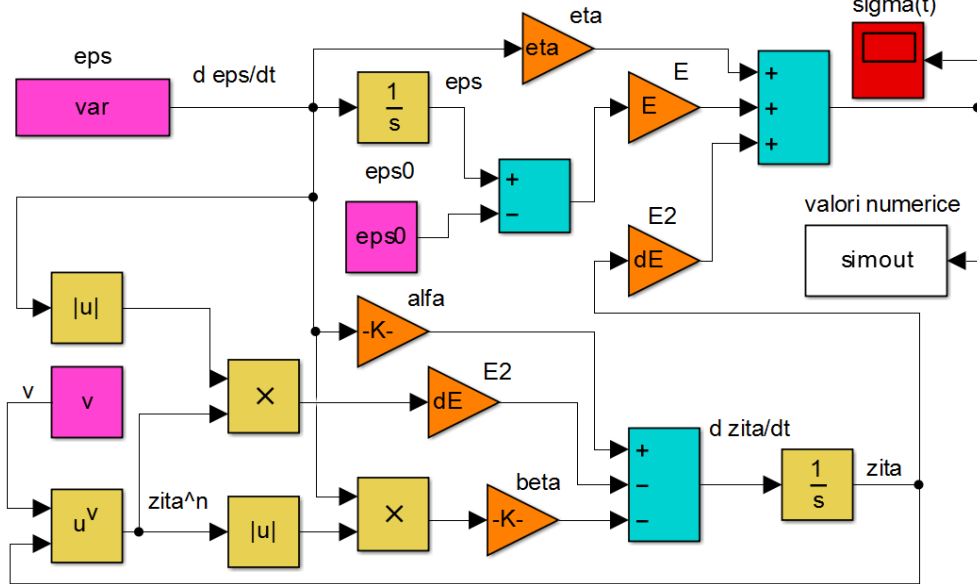 sigma(t)
eta
eta
eps
d eps/dt
var
1
s
eps
E
E
+
+
+
eps0
eps0
+
−
E2
dE
valori numerice
simout
|u|
alfa
-K-
v
v
×
E2
dE
d zita/dt
+
−
−
1
s
zita
beta
-K-
zita^n
u^v
|u|
×